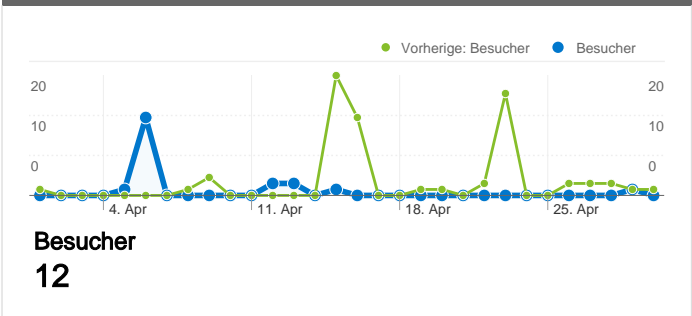 Vorherige: Besucher Besucher
20 20
10 10
0 0
4. Apr 11. Apr 18. Apr 25. Apr
Besucher
12